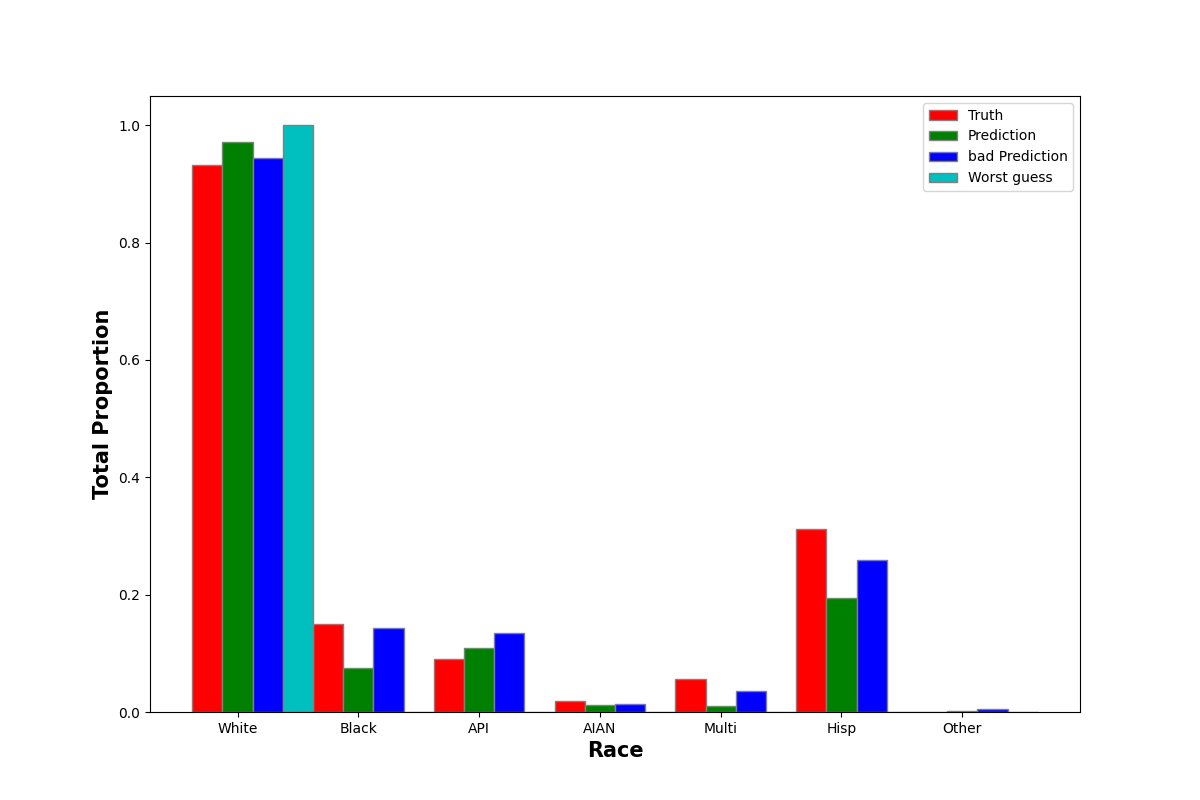 Truth
Prediction
bad Prediction
Worst guess
1.0
0.8
0.6
0.4
0.2
0.0
Total Proportion
White Black API AIAN Multi Hisp Other
Race